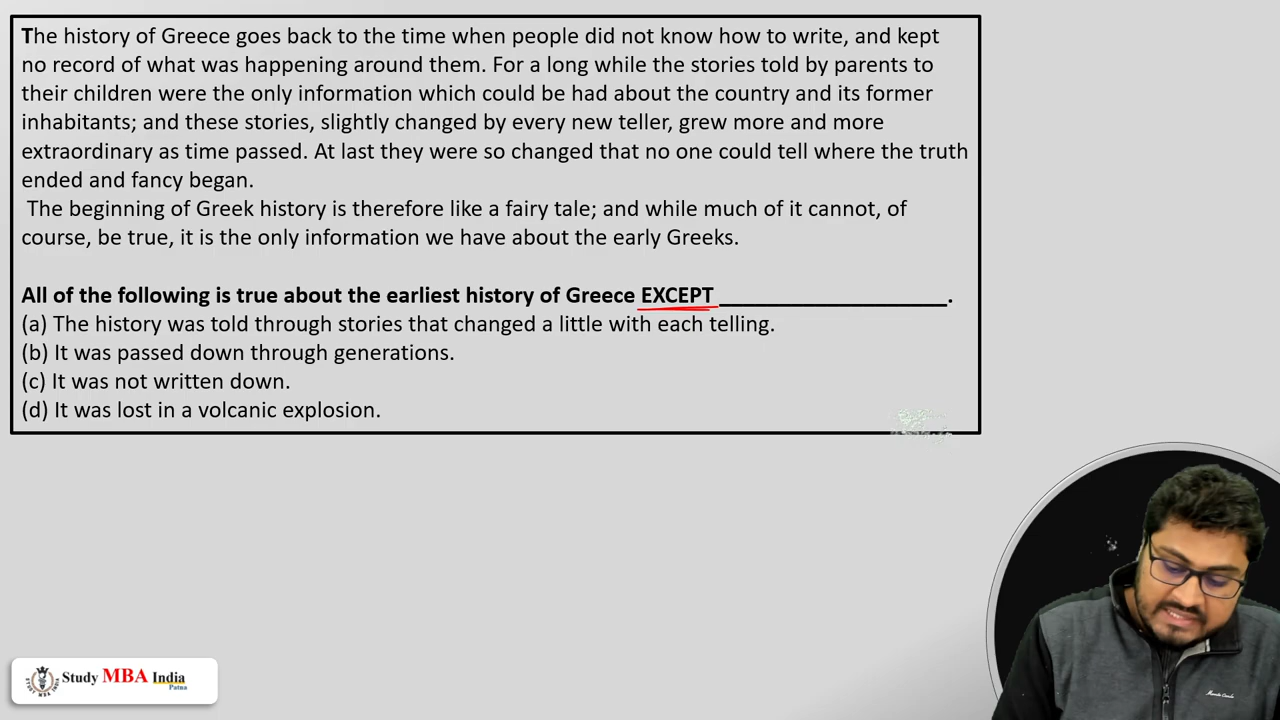 The history of Greece goes back to the time when people did not know how to write, and kept
no record of what was happening around them. For a long while the stories told by parents to
their children were the only information which could be had about the country and its former
inhabitants; and these stories, slightly changed by every new teller, grew more and more
extraordinary as time passed. At last they were so changed that no one could tell where the truth
ended and fancy began.
The beginning of Greek history is therefore like a fairy tale; and while much of it cannot, of
course, be true, it is the only information we have about the early Greeks.
All of the following is true about the earliest history of Greece EXCEPT ____________________.
(a) The history was told through stories that changed a little with each telling.
(b) It was passed down through generations.
(c) It was not written down.
(d) It was lost in a volcanic explosion.
Study MBA India
Patna